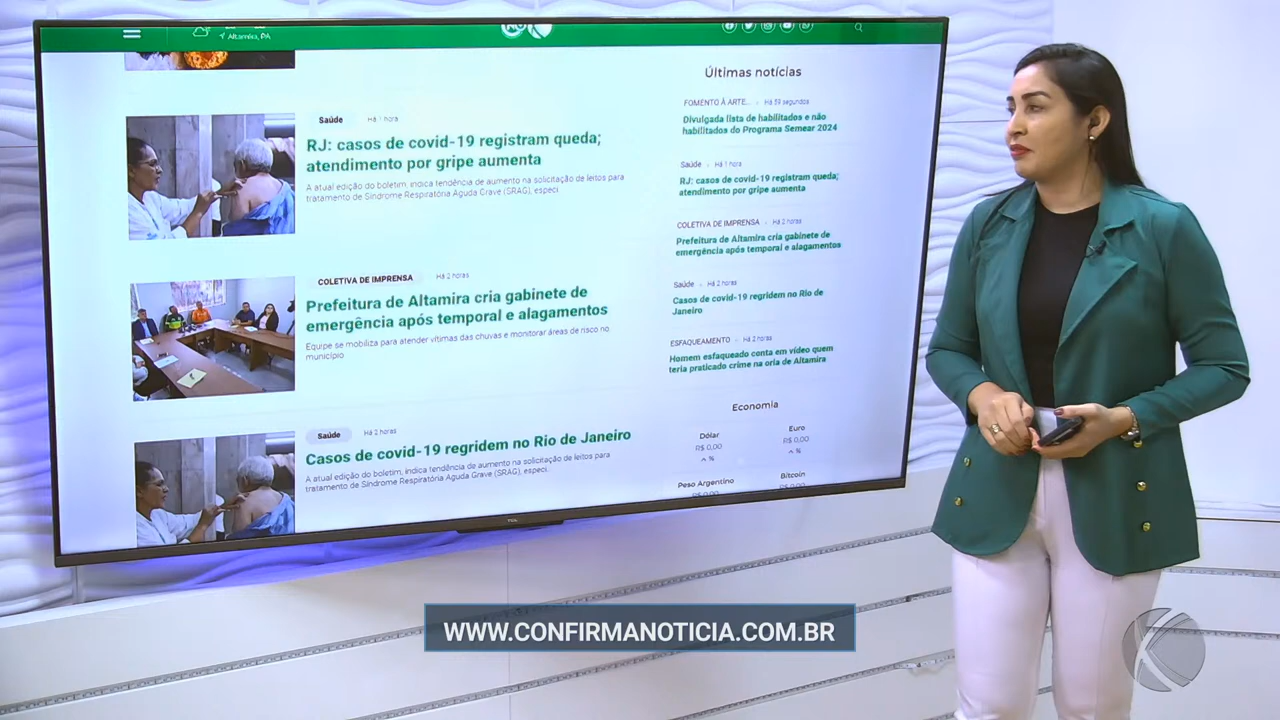 Altamira, PA
Saúde Há 1 hora
RJ: casos de covid-19 registram queda;
atendimento por gripe aumenta
A atual edição do boletim, indica tendência de aumento na solicitação de leitos para
tratamento de Síndrome Respiratória Aguda Grave (SRAG), especi.
COLETIVA DE IMPRENSA Há 2 horas
Prefeitura de Altamira cria gabinete de
emergência após temporal e alagamentos
Equipe se mobiliza para atender vítimas das chuvas e monitorar áreas de risco no
município
Saúde Há 2 horas
Casos de covid-19 regridem no Rio de Janeiro
A atual edição do boletim, indica tendência de aumento na solicitação de leitos para
tratamento de Síndrome Respiratória Aguda Grave (SRAG), especi.
Últimas notícias
FOMENTO À ARTE... Há 59 segundos
Divulgada lista de habilitados e não
habilitados do Programa Semear 2024
Saúde Há 1 hora
RJ: casos de covid-19 registram queda;
atendimento por gripe aumenta
COLETIVA DE IMPRENSA Há 2 horas
Prefeitura de Altamira cria gabinete de
emergência após temporal e alagamentos
Saúde Há 2 horas
Casos de covid-19 regridem no Rio de
Janeiro
ESFAQUEAMENTO Há 2 horas
Homem esfaqueado conta em vídeo quem
teria praticado crime na orla de Altamira
Economia
Dólar Euro
R$ 0,00 R$ 0,00
% %
Peso Argentino Bitcoin
R$ 0,00 R$ 0,00
TCL
WWW.CONFIRMANOTICIA.COM.BR